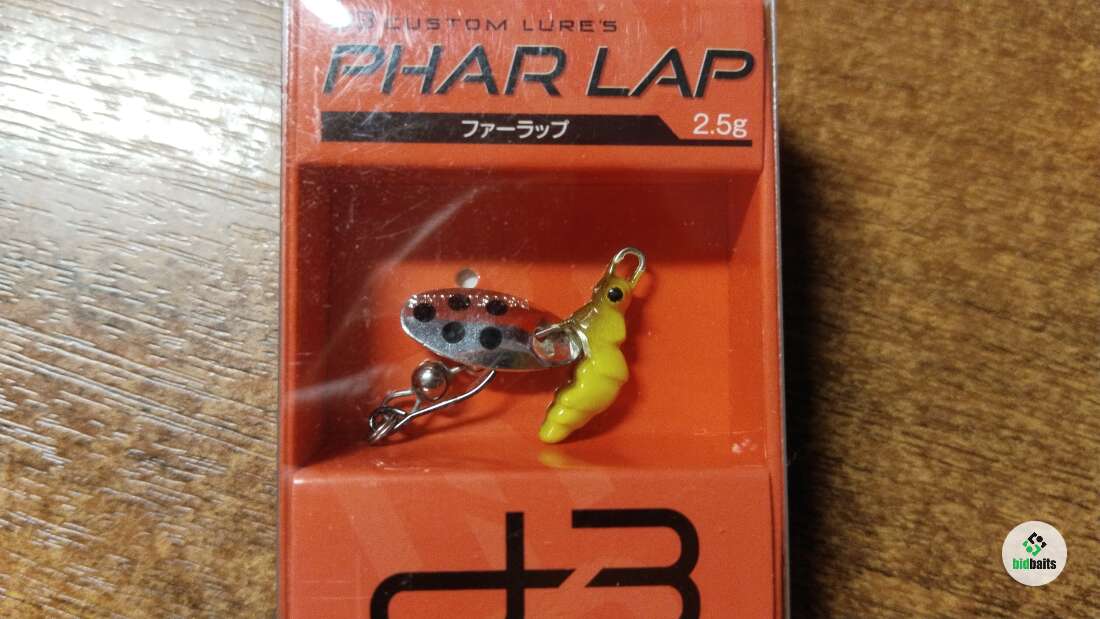 CUSTOM LURE'S
PHAR LAP
ファーラップ
2.5g
bidbaits